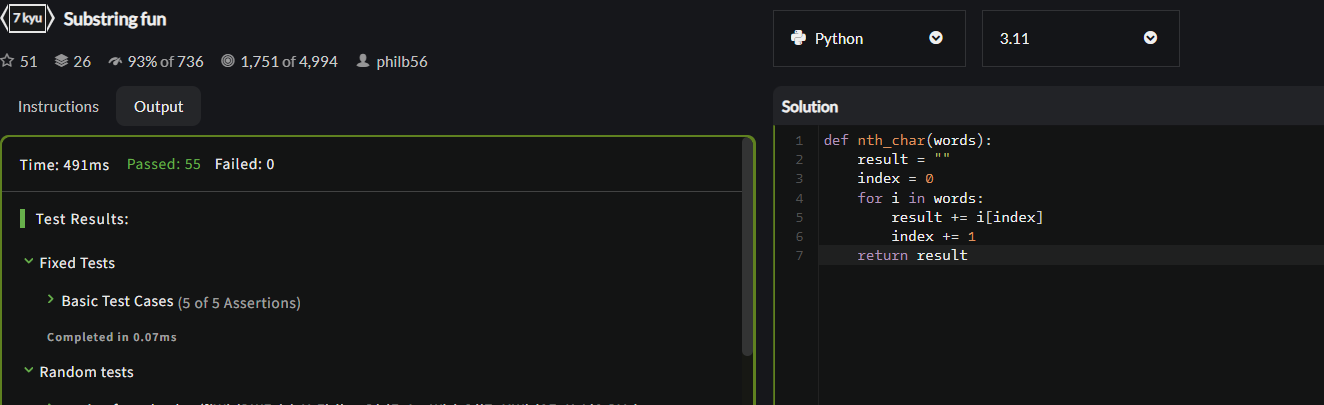 7 kyu Substring fun
51 26 93% of 736 1,751 of 4,994 philb56
Instructions Output
Time: 491ms Passed: 55 Failed: 0
Test Results:
Fixed Tests
Basic Test Cases (5 of 5 Assertions)
Completed in 0.07ms
Random tests
Python 3.11
Solution
1 def nth_char(words):
2     result = ""
3     index = 0
4     for i in words:
5         result += i[index]
6         index += 1
7     return result